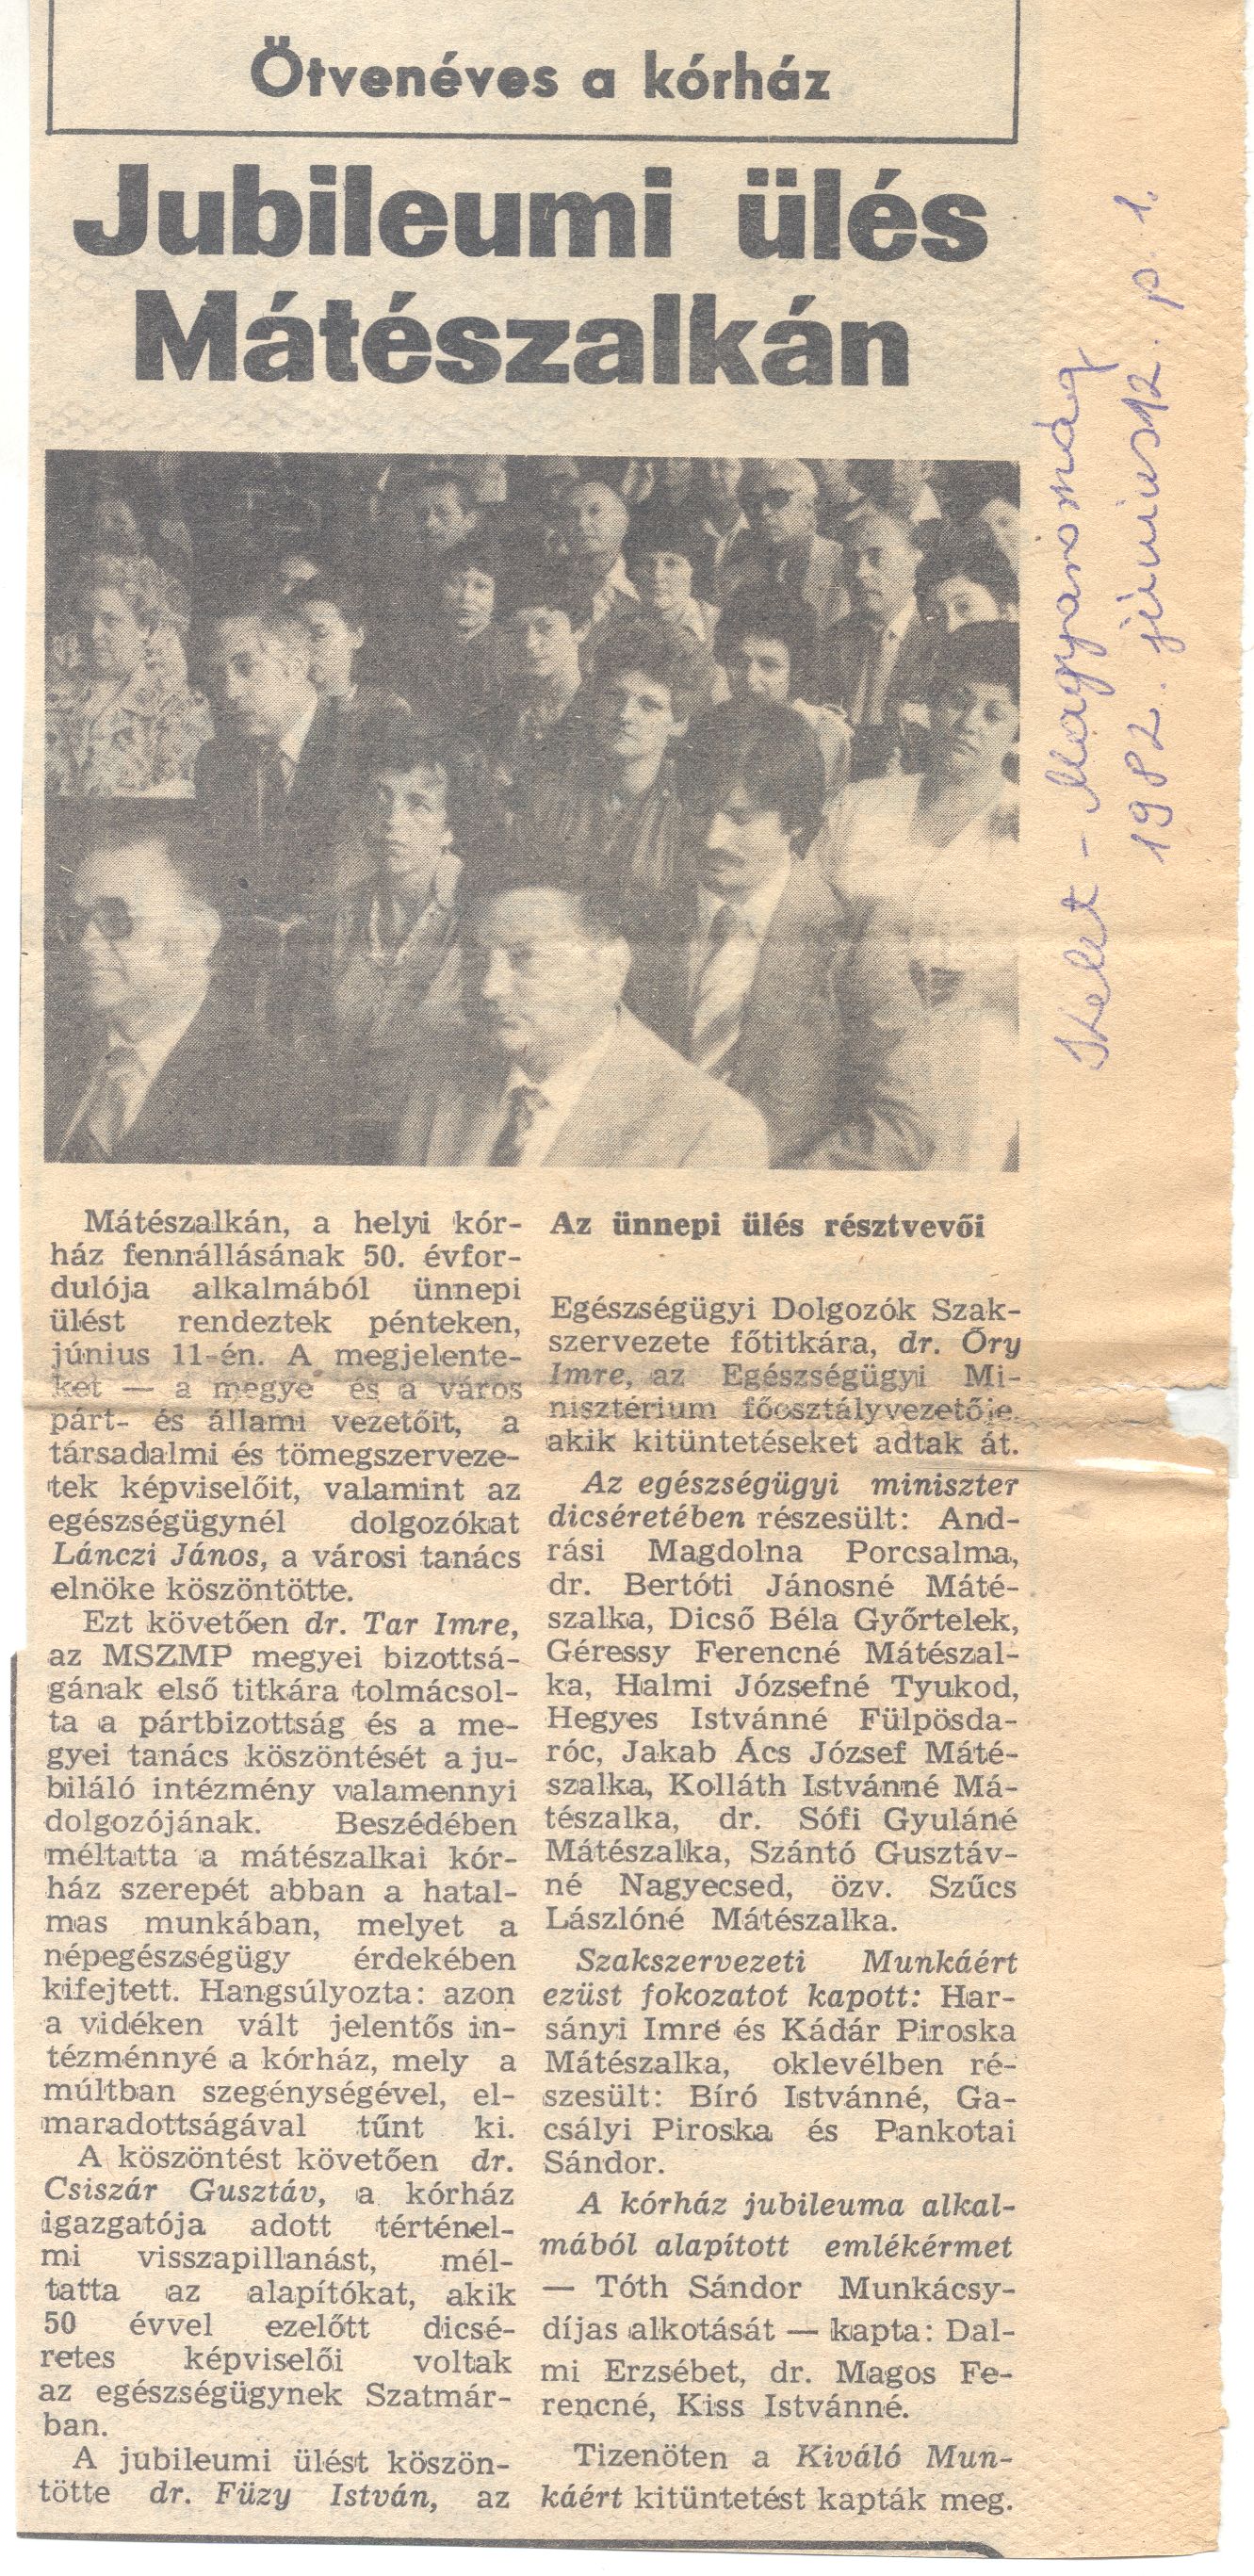 Ötvenéves a kórház
Jubileumi ülés
Mátészalkán
Kelet-Magyarország
1982. június 12. p. 1.
Mátészalkán, a helyi kór-
ház fennállásának 50. évfor-
dulója alkalmából ünnepi
ülést rendeztek pénteken,
június 11-én. A megjelente-
ket — a megye és a város
párt- és állami vezetőit, a
társadalmi és tömegszerveze-
tek képviselőit, valamint az
egészségügynél dolgozókat
Lánczi János, a városi tanács
elnöke köszöntötte.
Ezt követően dr. Tar Imre,
az MSZMP megyei bizottsá-
gának első titkára tolmácsol-
ta a pártbizottság és a me-
gyei tanács köszöntését a ju-
biláló intézmény valamennyi
dolgozójának. Beszédében
méltatta a mátészalkai kór-
ház szerepét abban a hatal-
mas munkában, melyet a
népegészségügy érdekében
kifejtett. Hangsúlyozta: azon
a vidéken vált jelentős in-
tézménnyé a kórház, mely a
múltban szegénységével, el-
maradottságával tűnt ki.
A köszöntést követően dr.
Csiszár Gusztáv, a kórház
igazgatója adott térténel-
mi visszapillanást, mél-
tatta az alapítókat, akik
50 évvel ezelőtt dicsé-
retes képviselői voltak
az egészségügynek Szatmár-
ban.
A jubileumi ülést köszön-
tötte dr. Füzy István, az
Az ünnepi ülés résztvevői
Egészségügyi Dolgozók Szak-
szervezete főtitkára, dr. Őry
Imre, az Egészségügyi Mi-
nisztérium főosztályvezetője,
akik kitüntetéseket adtak át.
Az egészségügyi miniszter
dicséretében részesült: And-
rási Magdolna Porcsalma,
dr. Bertóti Jánosné Máté-
szalka, Dicső Béla Győrtelek,
Géressy Ferencné Mátészal-
ka, Halmi Józsefné Tyukod,
Hegyes Istvánné Fülpösda-
róc, Jakab Ács József Máté-
szalka, Kolláth Istvánné Má-
tészalka, dr. Sófi Gyuláné
Mátészalka, Szántó Gusztáv-
né Nagyecsed, özv. Szűcs
Lászlóné Mátészalka.
Szakszervezeti Munkáért
ezüst fokozatot kapott: Har-
sányi Imre és Kádár Piroska
Mátészalka, oklevélben ré-
szesült: Bíró Istvánné, Ga-
csályi Piroska és Pankotai
Sándor.
A kórház jubileuma alkal-
mából alapított emlékérmet
— Tóth Sándor Munkácsy-
díjas alkotását — kapta: Dal-
mi Erzsébet, dr. Magos Fe-
rencné, Kiss Istvánné.
Tizenöten a Kiváló Mun-
káért kitüntetést kapták meg.